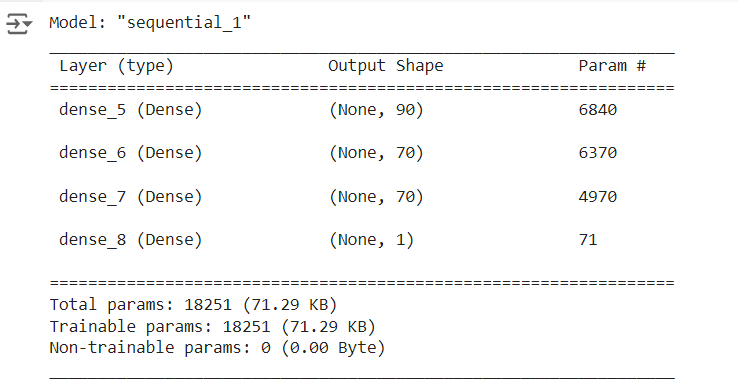 Model: "sequential_1"
_________________________________________________________________
Layer (type) Output Shape Param #
=================================================================
dense_5 (Dense) (None, 90) 6840
dense_6 (Dense) (None, 70) 6370
dense_7 (Dense) (None, 70) 4970
dense_8 (Dense) (None, 1) 71
=================================================================
Total params: 18251 (71.29 KB)
Trainable params: 18251 (71.29 KB)
Non-trainable params: 0 (0.00 Byte)
_________________________________________________________________